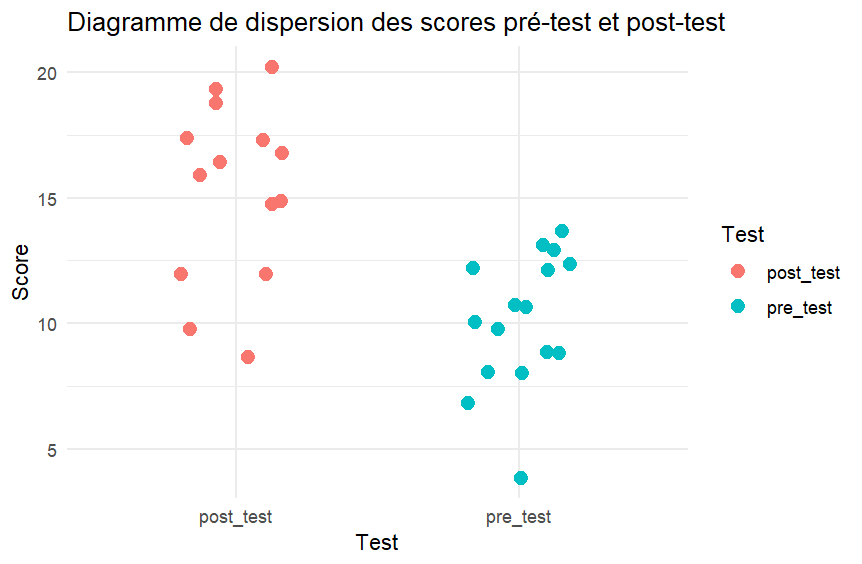 Diagramme de dispersion des scores pré-test et post-test
20
15
10
5
Score
post_test
pre_test
Test
Test
post_test
pre_test